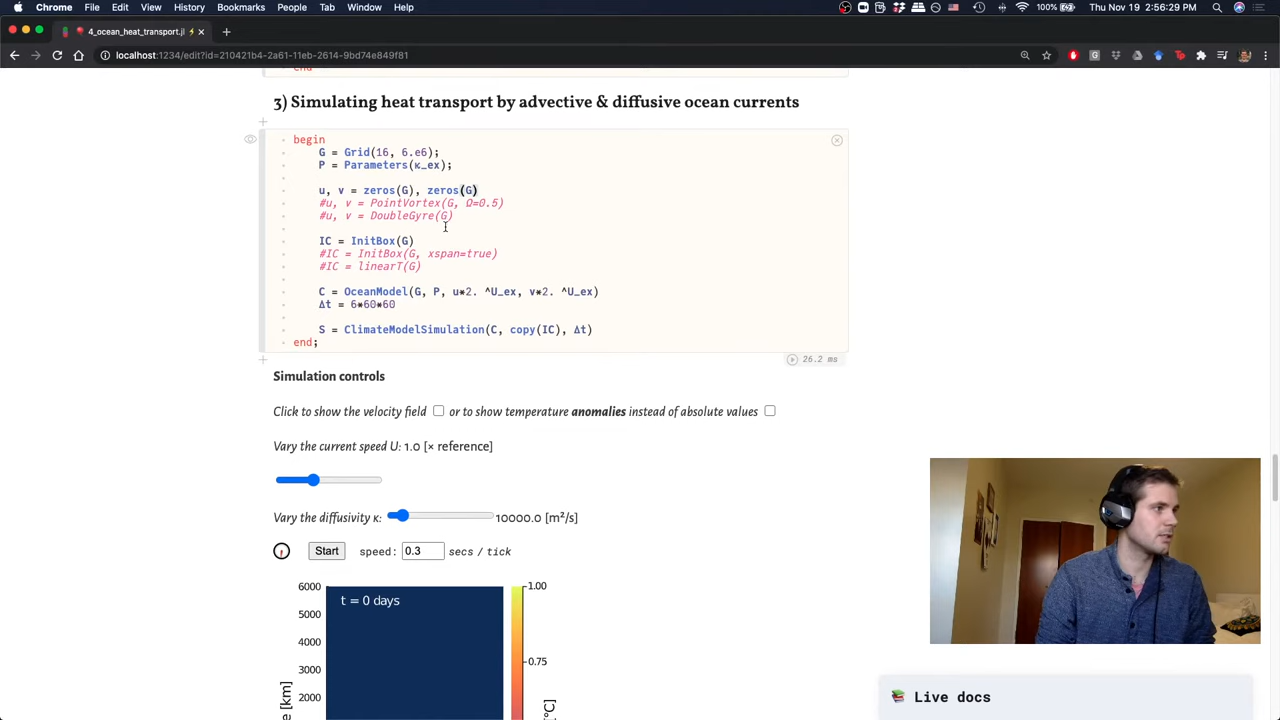 Chrome File Edit View History Bookmarks People Tab Window Help 100% Thu Nov 19 2:56:29 PM
4_ocean_heat_transport.jl
localhost:1234/edit?id=210421b4-2a61-11eb-2614-9bd74e849f81
end
3) Simulating heat transport by advective & diffusive ocean currents
begin
G = Grid(16, 6.e6);
P = Parameters(κ_ex);
u, v = zeros(G), zeros(G)
#u, v = PointVortex(G, Ω=0.5)
#u, v = DoubleGyre(G)
IC = InitBox(G)
#IC = InitBox(G, xspan=true)
#IC = linearT(G)
C = OceanModel(G, P, u*2. ^U_ex, v*2. ^U_ex)
Δt = 6*60*60
S = ClimateModelSimulation(C, copy(IC), Δt)
end;
26.2 ms
Simulation controls
Click to show the velocity field or to show temperature anomalies instead of absolute values
Vary the current speed U: 1.0 [× reference]
Vary the diffusivity κ: 10000.0 [m²/s]
Start speed: 0.3 secs / tick
6000
5000
4000
3000
2000
t = 0 days
1.00
0.75
[km]
[°C]
Live docs